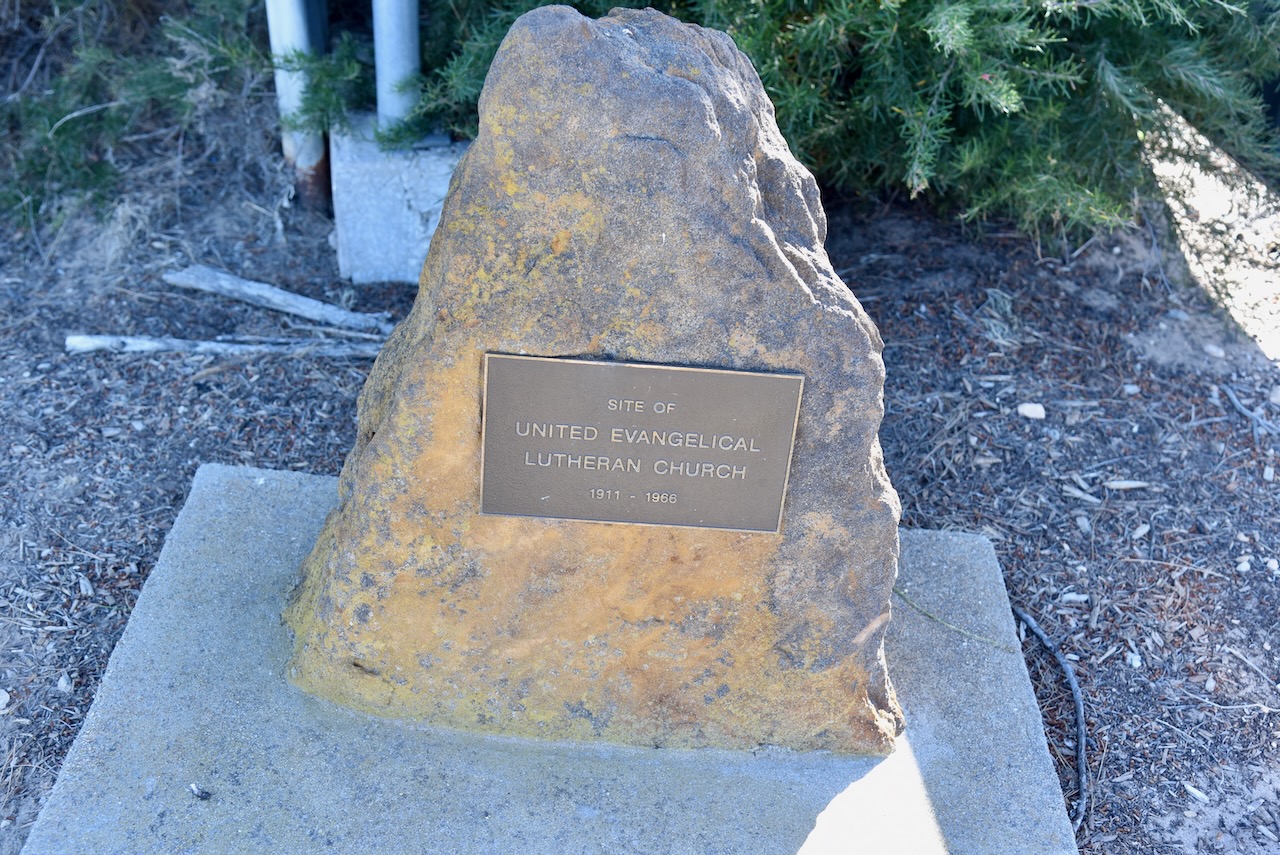 SITE OF
UNITED EVANGELICAL
LUTHERAN CHURCH
1911 - 1966